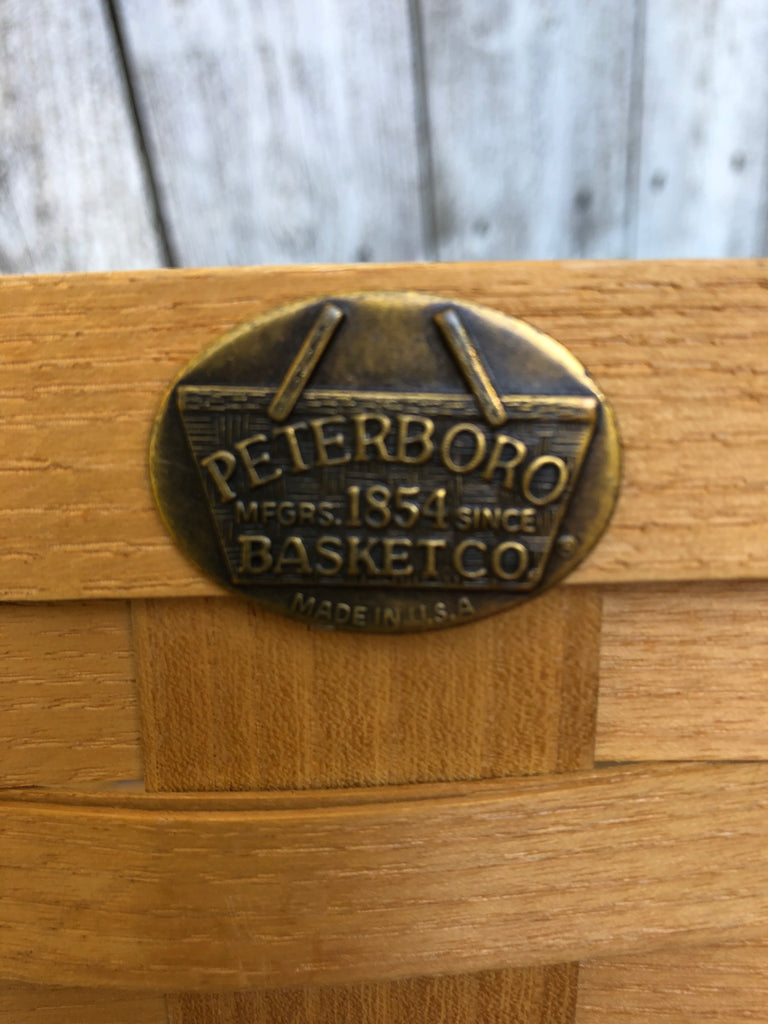 PETERBORO
MFGRS. 1854 SINCE
BASKET CO. ®
MADE IN U.S.A